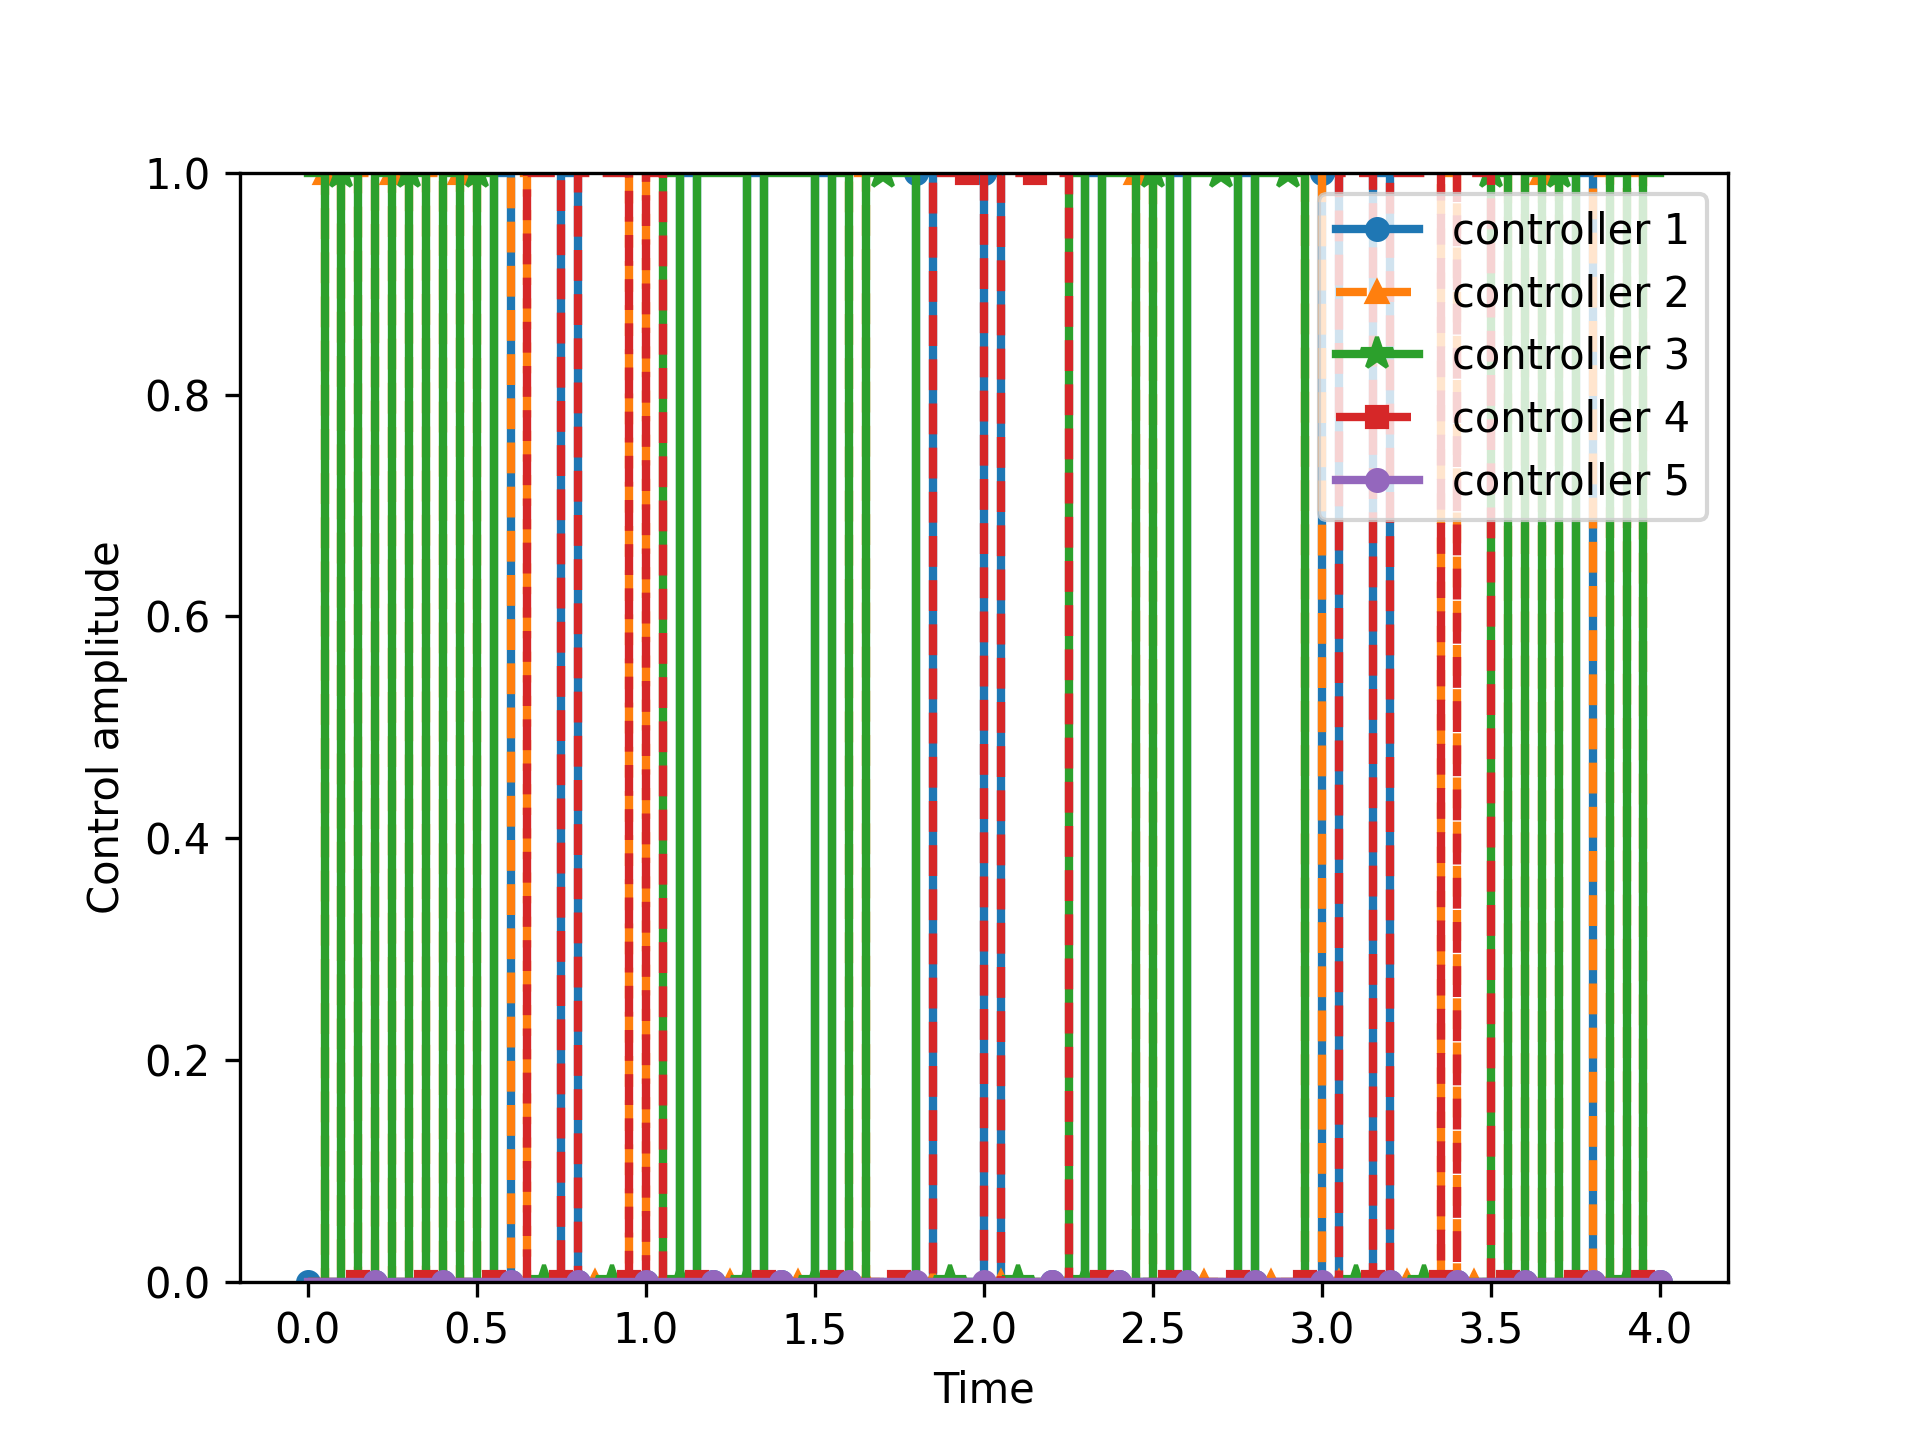 1.0
0.8
0.6
0.4
0.2
0.0
Control amplitude
controller 1
controller 2
controller 3
controller 4
controller 5
0.0 0.5 1.0 1.5 2.0 2.5 3.0 3.5 4.0
Time